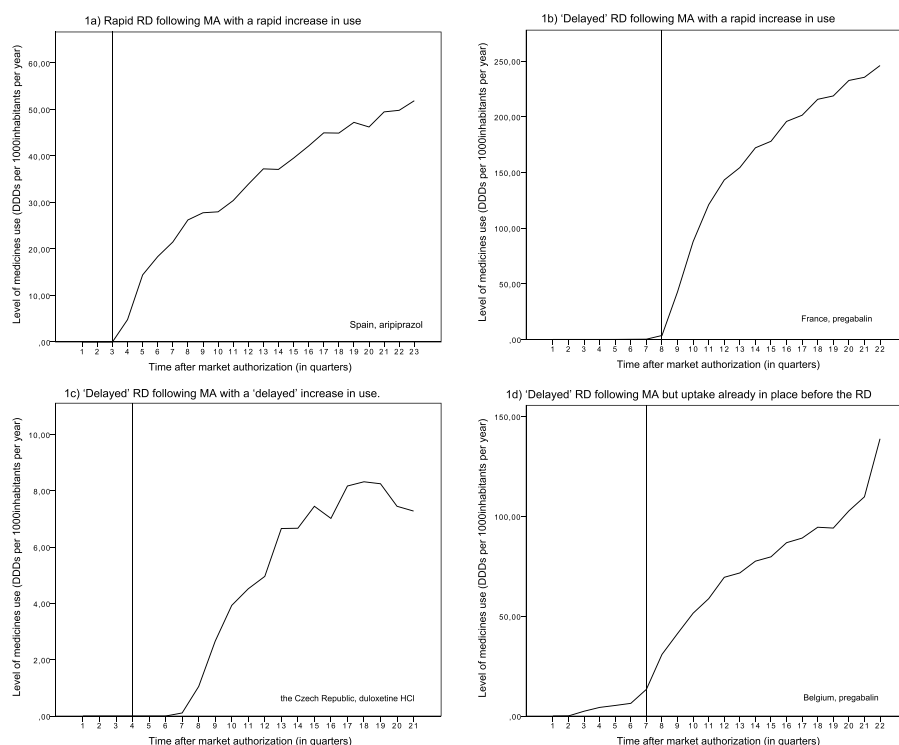 1a) Rapid RD following MA with a rapid increase in use
Level of medicines use (DDDs per 1000inhabitants per year)
60,00
50,00
40,00
30,00
20,00
10,00
,00
Spain, aripiprazol
1 2 3 4 5 6 7 8 9 10 11 12 13 14 15 16 17 18 19 20 21 22 23
Time after market authorization (in quarters)
1b) ‘Delayed’ RD following MA with a rapid increase in use
Level of medicines use (DDDs per 1000inhabitants per year)
250,00
200,00
150,00
100,00
50,00
,00
France, pregabalin
1 2 3 4 5 6 7 8 9 10 11 12 13 14 15 16 17 18 19 20 21 22
Time after market authorization (in quarters)
1c) ‘Delayed’ RD following MA with a ‘delayed’ increase in use.
Level of medicines use (DDDs per 1000inhabitants per year)
10,00
8,00
6,00
4,00
2,00
,00
the Czech Republic, duloxetine HCl
1 2 3 4 5 6 7 8 9 10 11 12 13 14 15 16 17 18 19 20 21
Time after market authorization (in quarters)
1d) ‘Delayed’ RD following MA but uptake already in place before the RD
Level of medicines use (DDDs per 1000inhabitants per year)
150,00
100,00
50,00
,00
Belgium, pregabalin
1 2 3 4 5 6 7 8 9 10 11 12 13 14 15 16 17 18 19 20 21 22
Time after market authorization (in quarters)